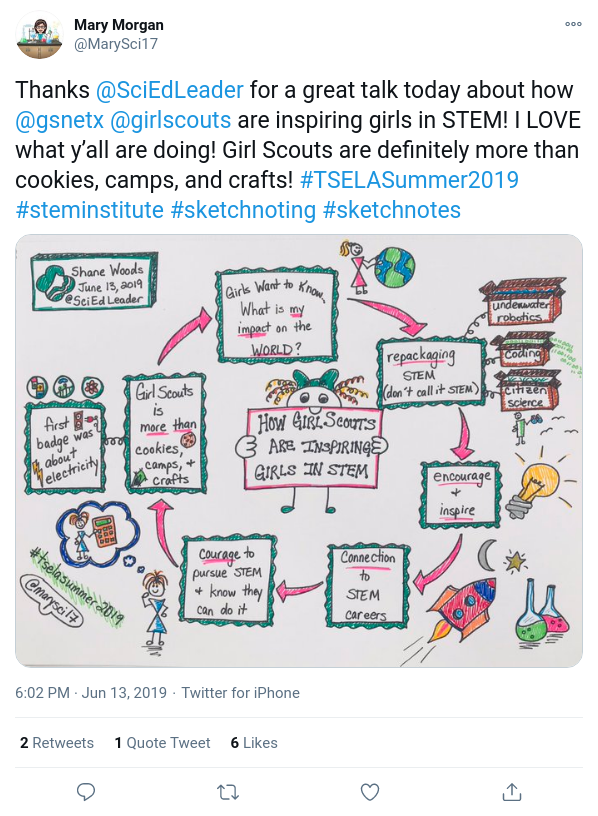 Mary Morgan
@MarySci17
Thanks @SciEdLeader for a great talk today about how
@gsnetx @girlscouts are inspiring girls in STEM! I LOVE
what y’all are doing! Girl Scouts are definitely more than
cookies, camps, and crafts! #TSELASummer2019
#steminstitute #sketchnoting #sketchnotes
Shane Woods
June 13, 2019
@SciEdLeader
Girls Want to Know,
What is my
impact on the
WORLD?
repackaging
STEM
(don't call it STEM)
underwater
robotics
Coding
citizen
science
encourage
+
inspire
Connection
to
STEM
careers
Courage to
pursue STEM
+ know they
can do it
Girl Scouts
is
more than
cookies,
camps, +
crafts
first
badge was
about
electricity
HOW GIRL SCOUTS
ARE INSPIRING
GIRLS IN STEM
#tselasummer2019
@marysci17
6:02 PM · Jun 13, 2019 · Twitter for iPhone
2 Retweets 1 Quote Tweet 6 Likes